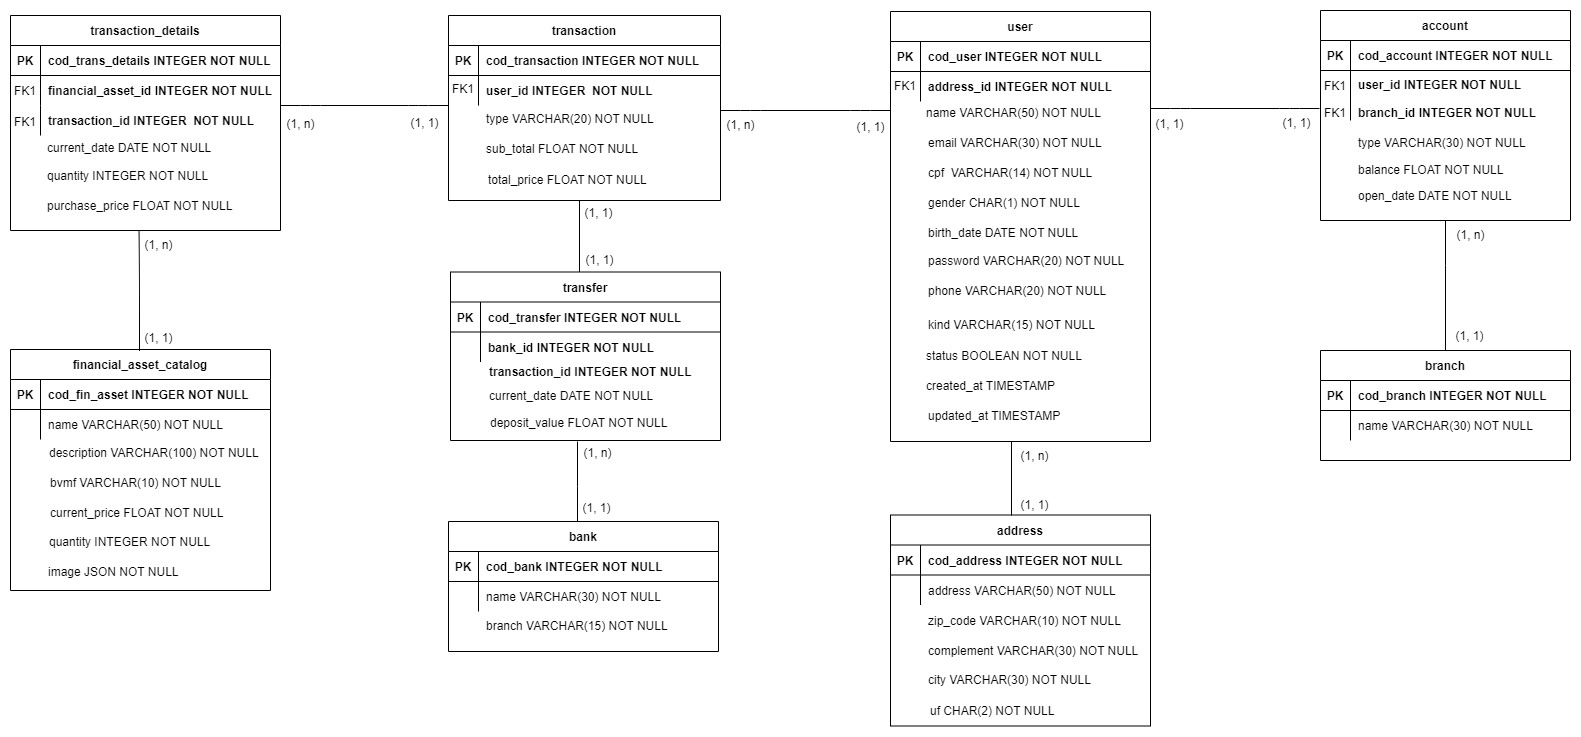 transaction_details
PK cod_trans_details INTEGER NOT NULL
FK1 financial_asset_id INTEGER NOT NULL
FK1 transaction_id INTEGER NOT NULL
current_date DATE NOT NULL
quantity INTEGER NOT NULL
purchase_price FLOAT NOT NULL
(1, n)
(1, 1)
(1, n)
(1, 1)
financial_asset_catalog
PK cod_fin_asset INTEGER NOT NULL
name VARCHAR(50) NOT NULL
description VARCHAR(100) NOT NULL
bvmf VARCHAR(10) NOT NULL
current_price FLOAT NOT NULL
quantity INTEGER NOT NULL
image JSON NOT NULL
transaction
PK cod_transaction INTEGER NOT NULL
FK1 user_id INTEGER NOT NULL
type VARCHAR(20) NOT NULL
sub_total FLOAT NOT NULL
total_price FLOAT NOT NULL
(1, n)
(1, 1)
(1, 1)
(1, 1)
transfer
PK cod_transfer INTEGER NOT NULL
bank_id INTEGER NOT NULL
transaction_id INTEGER NOT NULL
current_date DATE NOT NULL
deposit_value FLOAT NOT NULL
(1, n)
(1, 1)
bank
PK cod_bank INTEGER NOT NULL
name VARCHAR(30) NOT NULL
branch VARCHAR(15) NOT NULL
user
PK cod_user INTEGER NOT NULL
FK1 address_id INTEGER NOT NULL
name VARCHAR(50) NOT NULL
email VARCHAR(30) NOT NULL
cpf VARCHAR(14) NOT NULL
gender CHAR(1) NOT NULL
birth_date DATE NOT NULL
password VARCHAR(20) NOT NULL
phone VARCHAR(20) NOT NULL
kind VARCHAR(15) NOT NULL
status BOOLEAN NOT NULL
created_at TIMESTAMP
updated_at TIMESTAMP
(1, 1)
(1, 1)
(1, n)
(1, 1)
address
PK cod_address INTEGER NOT NULL
address VARCHAR(50) NOT NULL
zip_code VARCHAR(10) NOT NULL
complement VARCHAR(30) NOT NULL
city VARCHAR(30) NOT NULL
uf CHAR(2) NOT NULL
account
PK cod_account INTEGER NOT NULL
FK1 user_id INTEGER NOT NULL
FK1 branch_id INTEGER NOT NULL
type VARCHAR(30) NOT NULL
balance FLOAT NOT NULL
open_date DATE NOT NULL
(1, n)
(1, 1)
branch
PK cod_branch INTEGER NOT NULL
name VARCHAR(30) NOT NULL